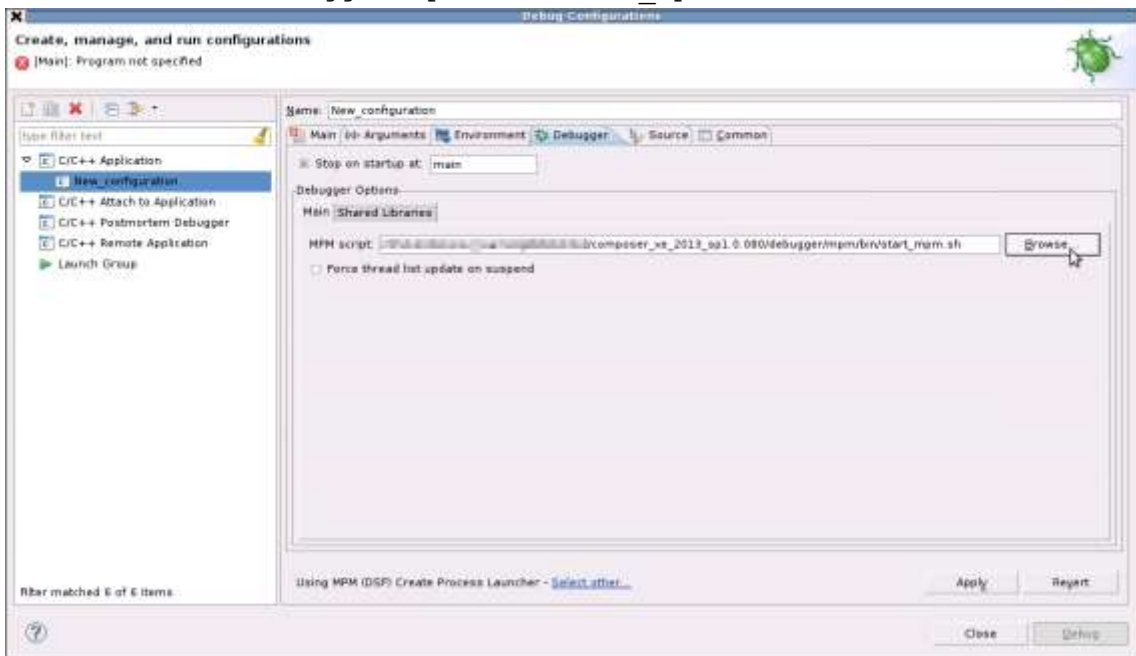 Debug Configurations
Create, manage, and run configurations
[Main]: Program not specified
type filter text
C/C++ Application
New_configuration
C/C++ Attach to Application
C/C++ Postmortem Debugger
C/C++ Remote Application
Launch Group
Filter matched 6 of 6 items
Name: New_configuration
Main (x)= Arguments Environment Debugger Source Common
Stop on startup at: main
Debugger Options
Main Shared Libraries
MPM script: /composer_xe_2013_sp1.0.080/debugger/mpm/bin/start_mpm.sh Browse...
Force thread list update on suspend
Using MPM (DSF) Create Process Launcher - Select other...
Apply Revert
Close Debug